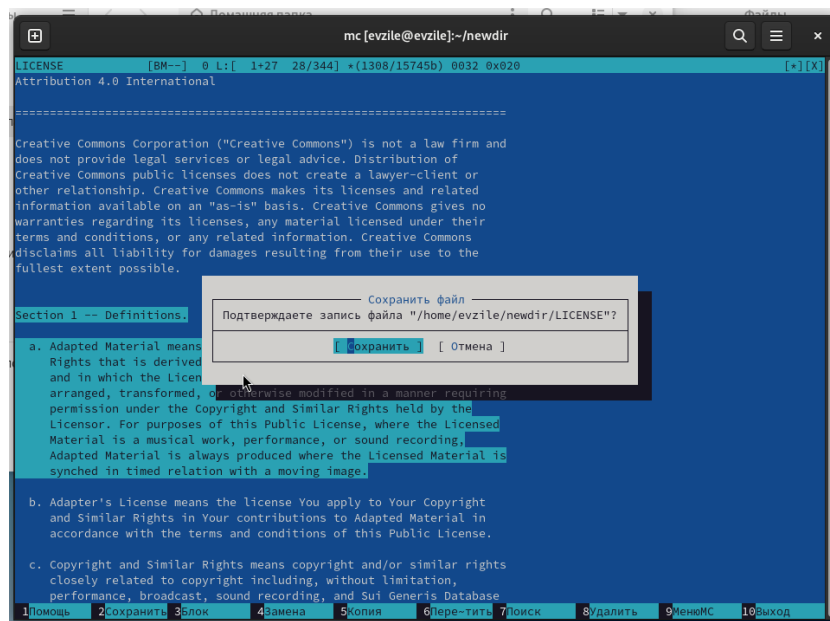 Домашняя папка
Файлы
mc [evzile@evzile]:~/newdir
LICENSE [BM--] 0 L:[ 1+27 28/344] *(1308/15745b) 0032 0x020 [*][X]
Attribution 4.0 International
=======================================================================
Creative Commons Corporation ("Creative Commons") is not a law firm and
does not provide legal services or legal advice. Distribution of
Creative Commons public licenses does not create a lawyer-client or
other relationship. Creative Commons makes its licenses and related
information available on an "as-is" basis. Creative Commons gives no
warranties regarding its licenses, any material licensed under their
terms and conditions, or any related information. Creative Commons
disclaims all liability for damages resulting from their use to the
fullest extent possible.
Сохранить файл
Section 1 -- Definitions.
Подтверждаете запись файла "/home/evzile/newdir/LICENSE"?
[ Сохранить ] [ Отмена ]
a. Adapted Material means
Rights that is derived
and in which the Licen
arranged, transformed, or otherwise modified in a manner requiring
permission under the Copyright and Similar Rights held by the
Licensor. For purposes of this Public License, where the Licensed
Material is a musical work, performance, or sound recording,
Adapted Material is always produced where the Licensed Material is
synched in timed relation with a moving image.
b. Adapter's License means the license You apply to Your Copyright
and Similar Rights in Your contributions to Adapted Material in
accordance with the terms and conditions of this Public License.
c. Copyright and Similar Rights means copyright and/or similar rights
closely related to copyright including, without limitation,
performance, broadcast, sound recording, and Sui Generis Database
1Помощь 2Сохранить 3Блок 4Замена 5Копия 6Пере~тить 7Поиск 8Удалить 9МенюMC 10Выход